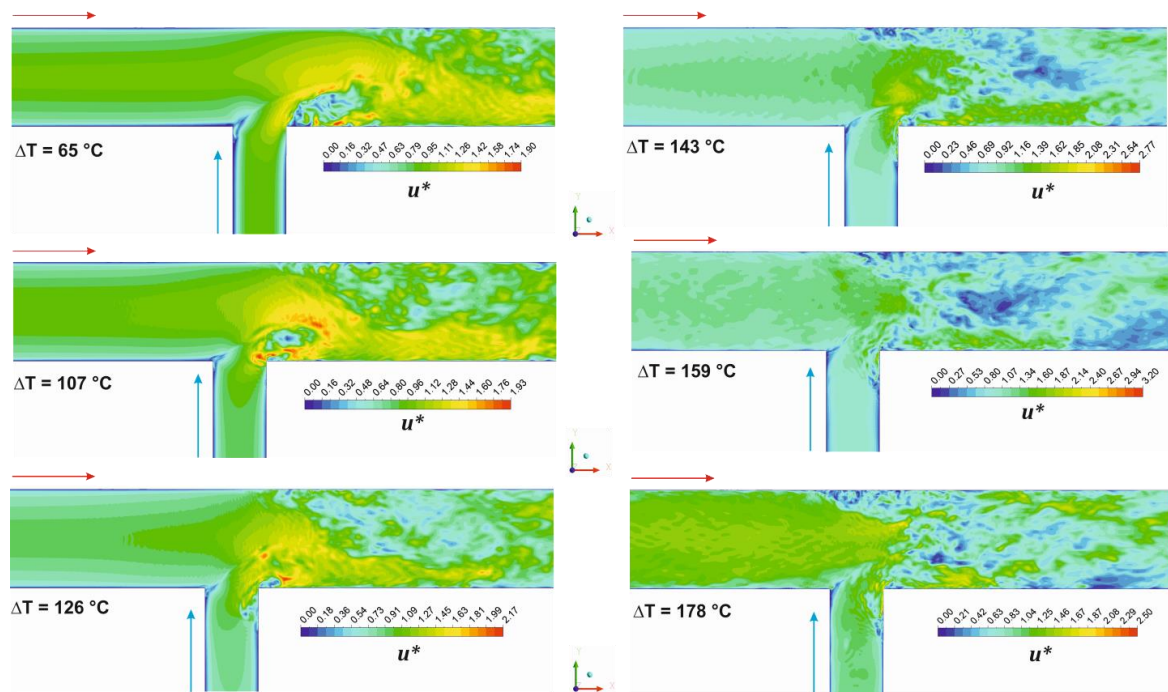 ΔT = 65 °C
0.00 0.16 0.32 0.47 0.63 0.79 0.95 1.11 1.26 1.42 1.58 1.74 1.90
u*
ΔT = 143 °C
0.00 0.23 0.46 0.69 0.92 1.16 1.39 1.62 1.85 2.08 2.31 2.54 2.77
u*
Y
X
ΔT = 107 °C
0.00 0.16 0.32 0.48 0.64 0.80 0.96 1.12 1.28 1.44 1.60 1.76 1.93
u*
ΔT = 159 °C
0.00 0.27 0.53 0.80 1.07 1.34 1.60 1.87 2.14 2.40 2.67 2.94 3.20
u*
Y
X
ΔT = 126 °C
0.00 0.18 0.36 0.54 0.73 0.91 1.09 1.27 1.45 1.63 1.81 1.99 2.17
u*
ΔT = 178 °C
0.00 0.21 0.42 0.63 0.83 1.04 1.25 1.46 1.67 1.87 2.08 2.29 2.50
u*
Y
X